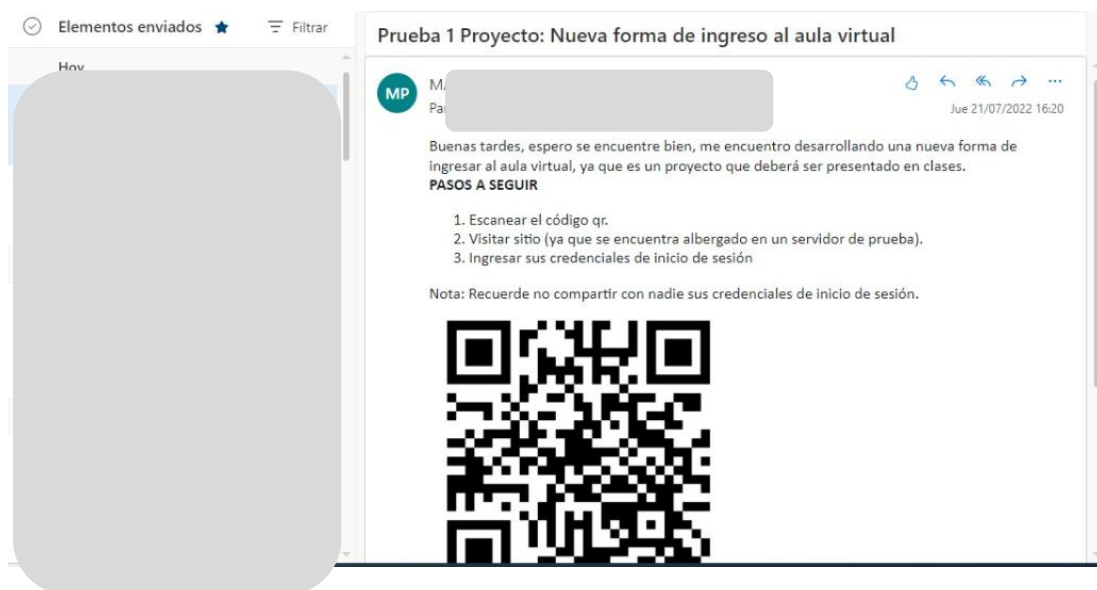 Elementos enviados
Filtrar
Hoy
Prueba 1 Proyecto: Nueva forma de ingreso al aula virtual
MP
Jue 21/07/2022 16:20
Buenas tardes, espero se encuentre bien, me encuentro desarrollando una nueva forma de
ingresar al aula virtual, ya que es un proyecto que deberá ser presentado en clases.
PASOS A SEGUIR
1. Escanear el código qr.
2. Visitar sitio (ya que se encuentra albergado en un servidor de prueba).
3. Ingresar sus credenciales de inicio de sesión
Nota: Recuerde no compartir con nadie sus credenciales de inicio de sesión.